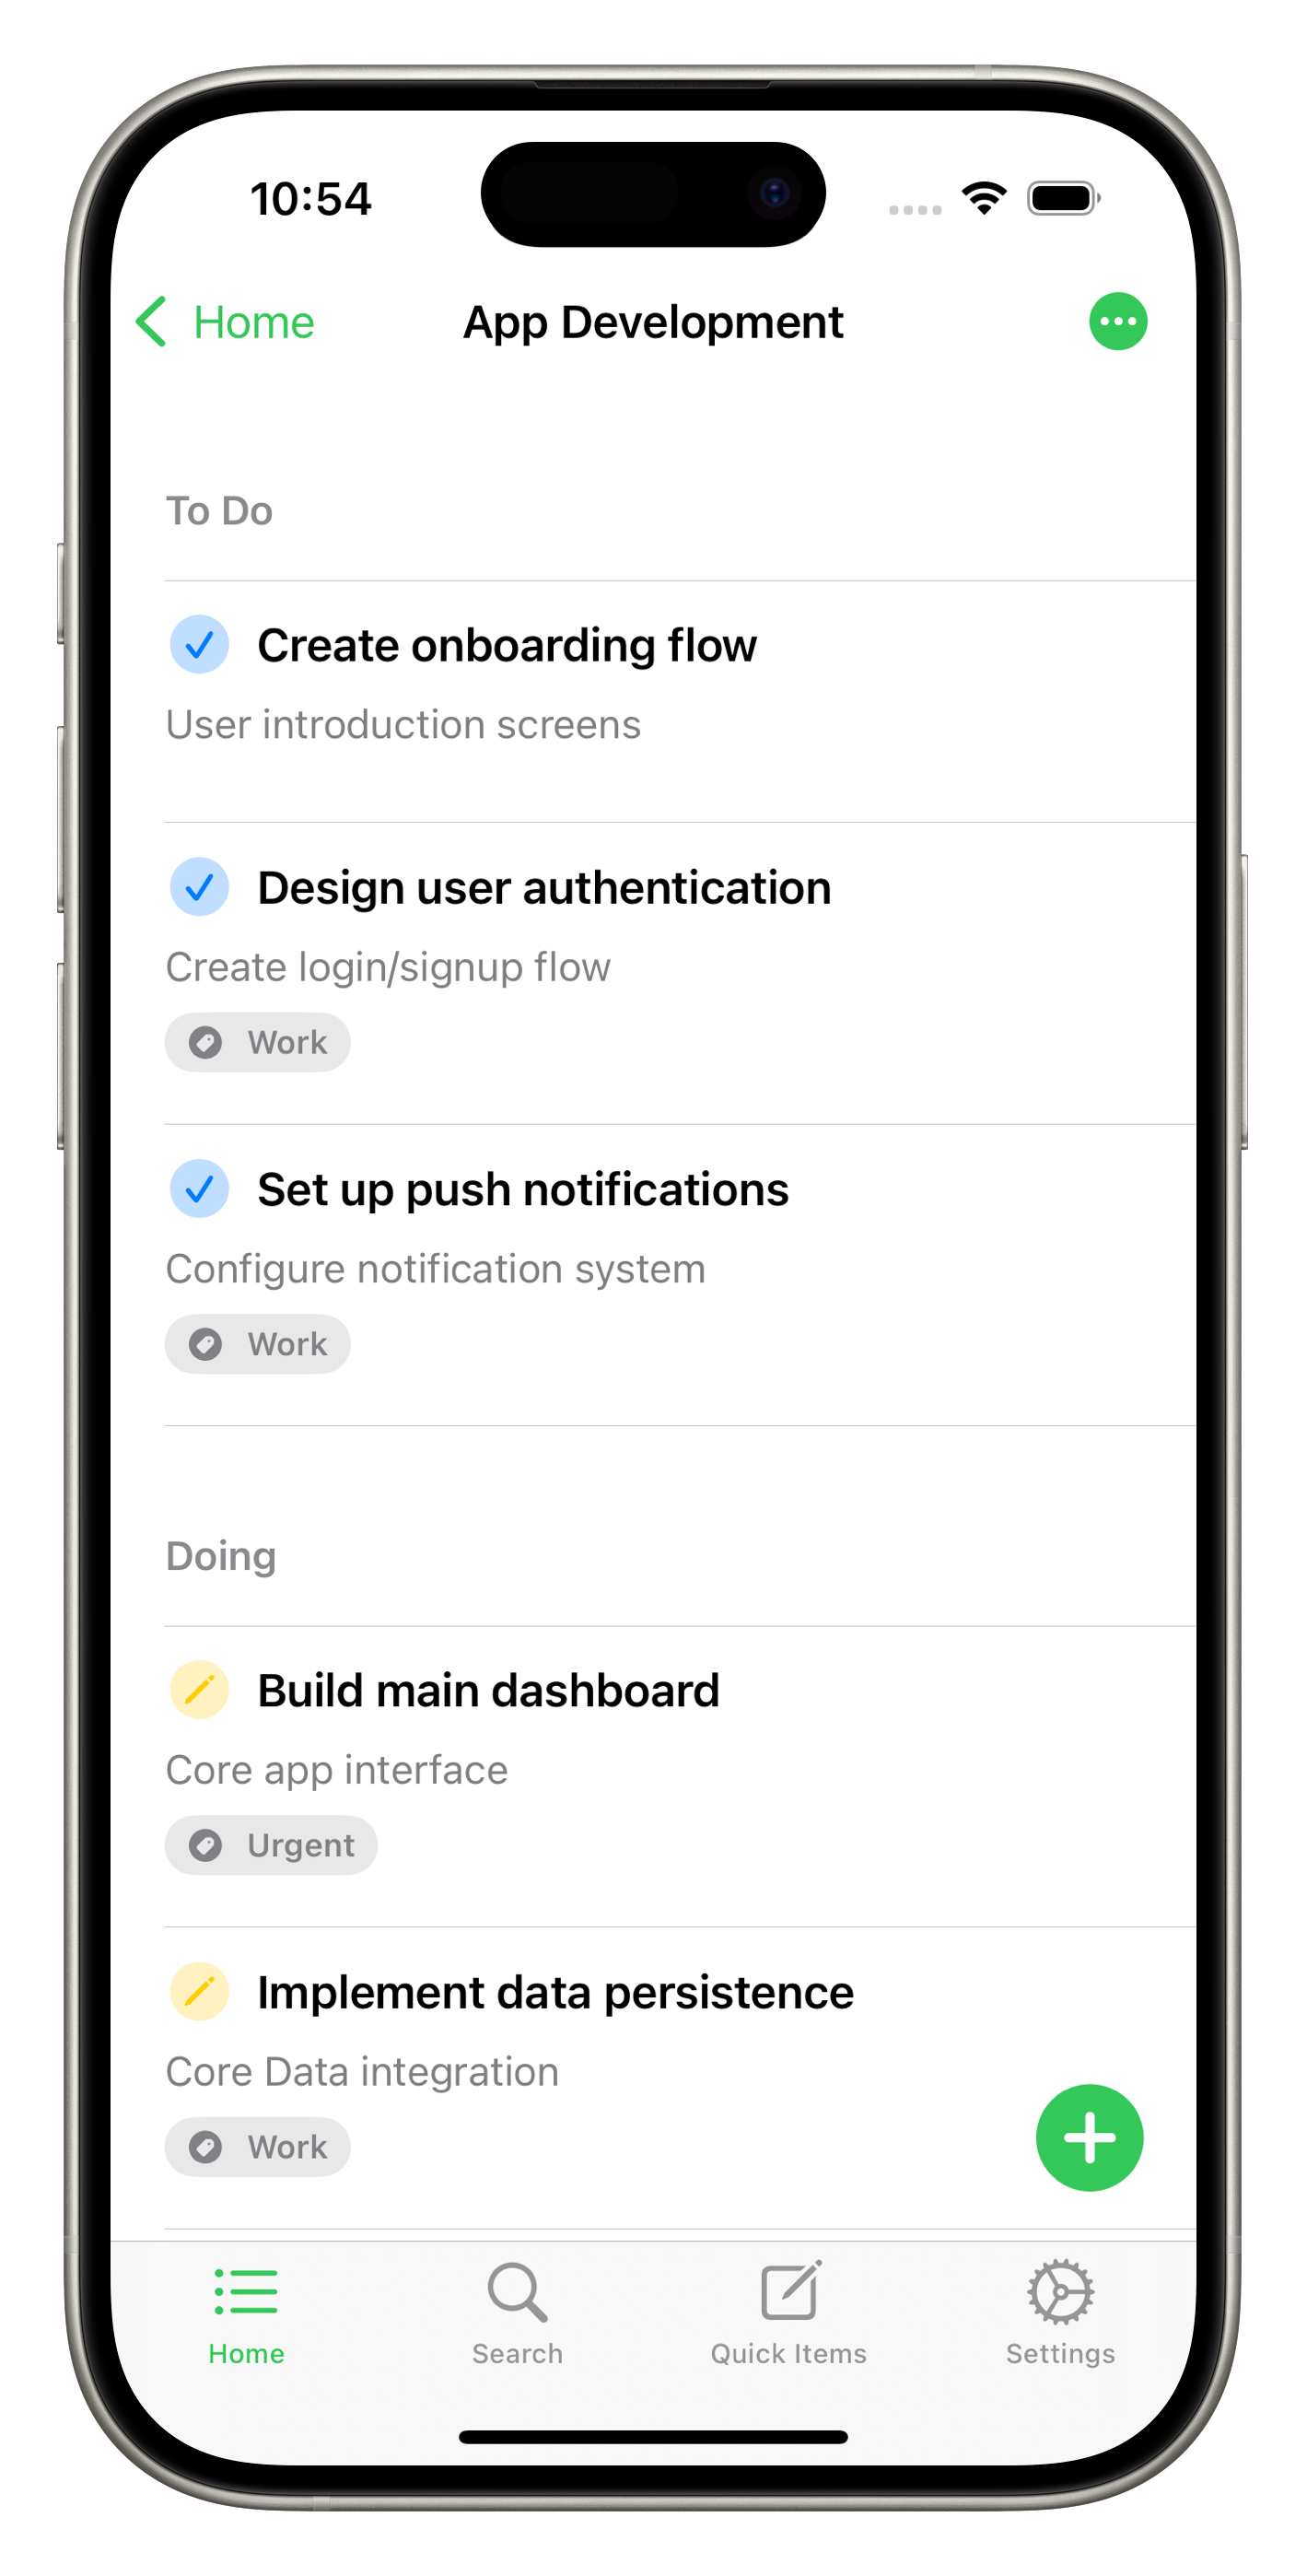 10:54
Home
App Development
To Do
Create onboarding flow
User introduction screens
Design user authentication
Create login/signup flow
Work
Set up push notifications
Configure notification system
Work
Doing
Build main dashboard
Core app interface
Urgent
Implement data persistence
Core Data integration
Work
Home
Search
Quick Items
Settings